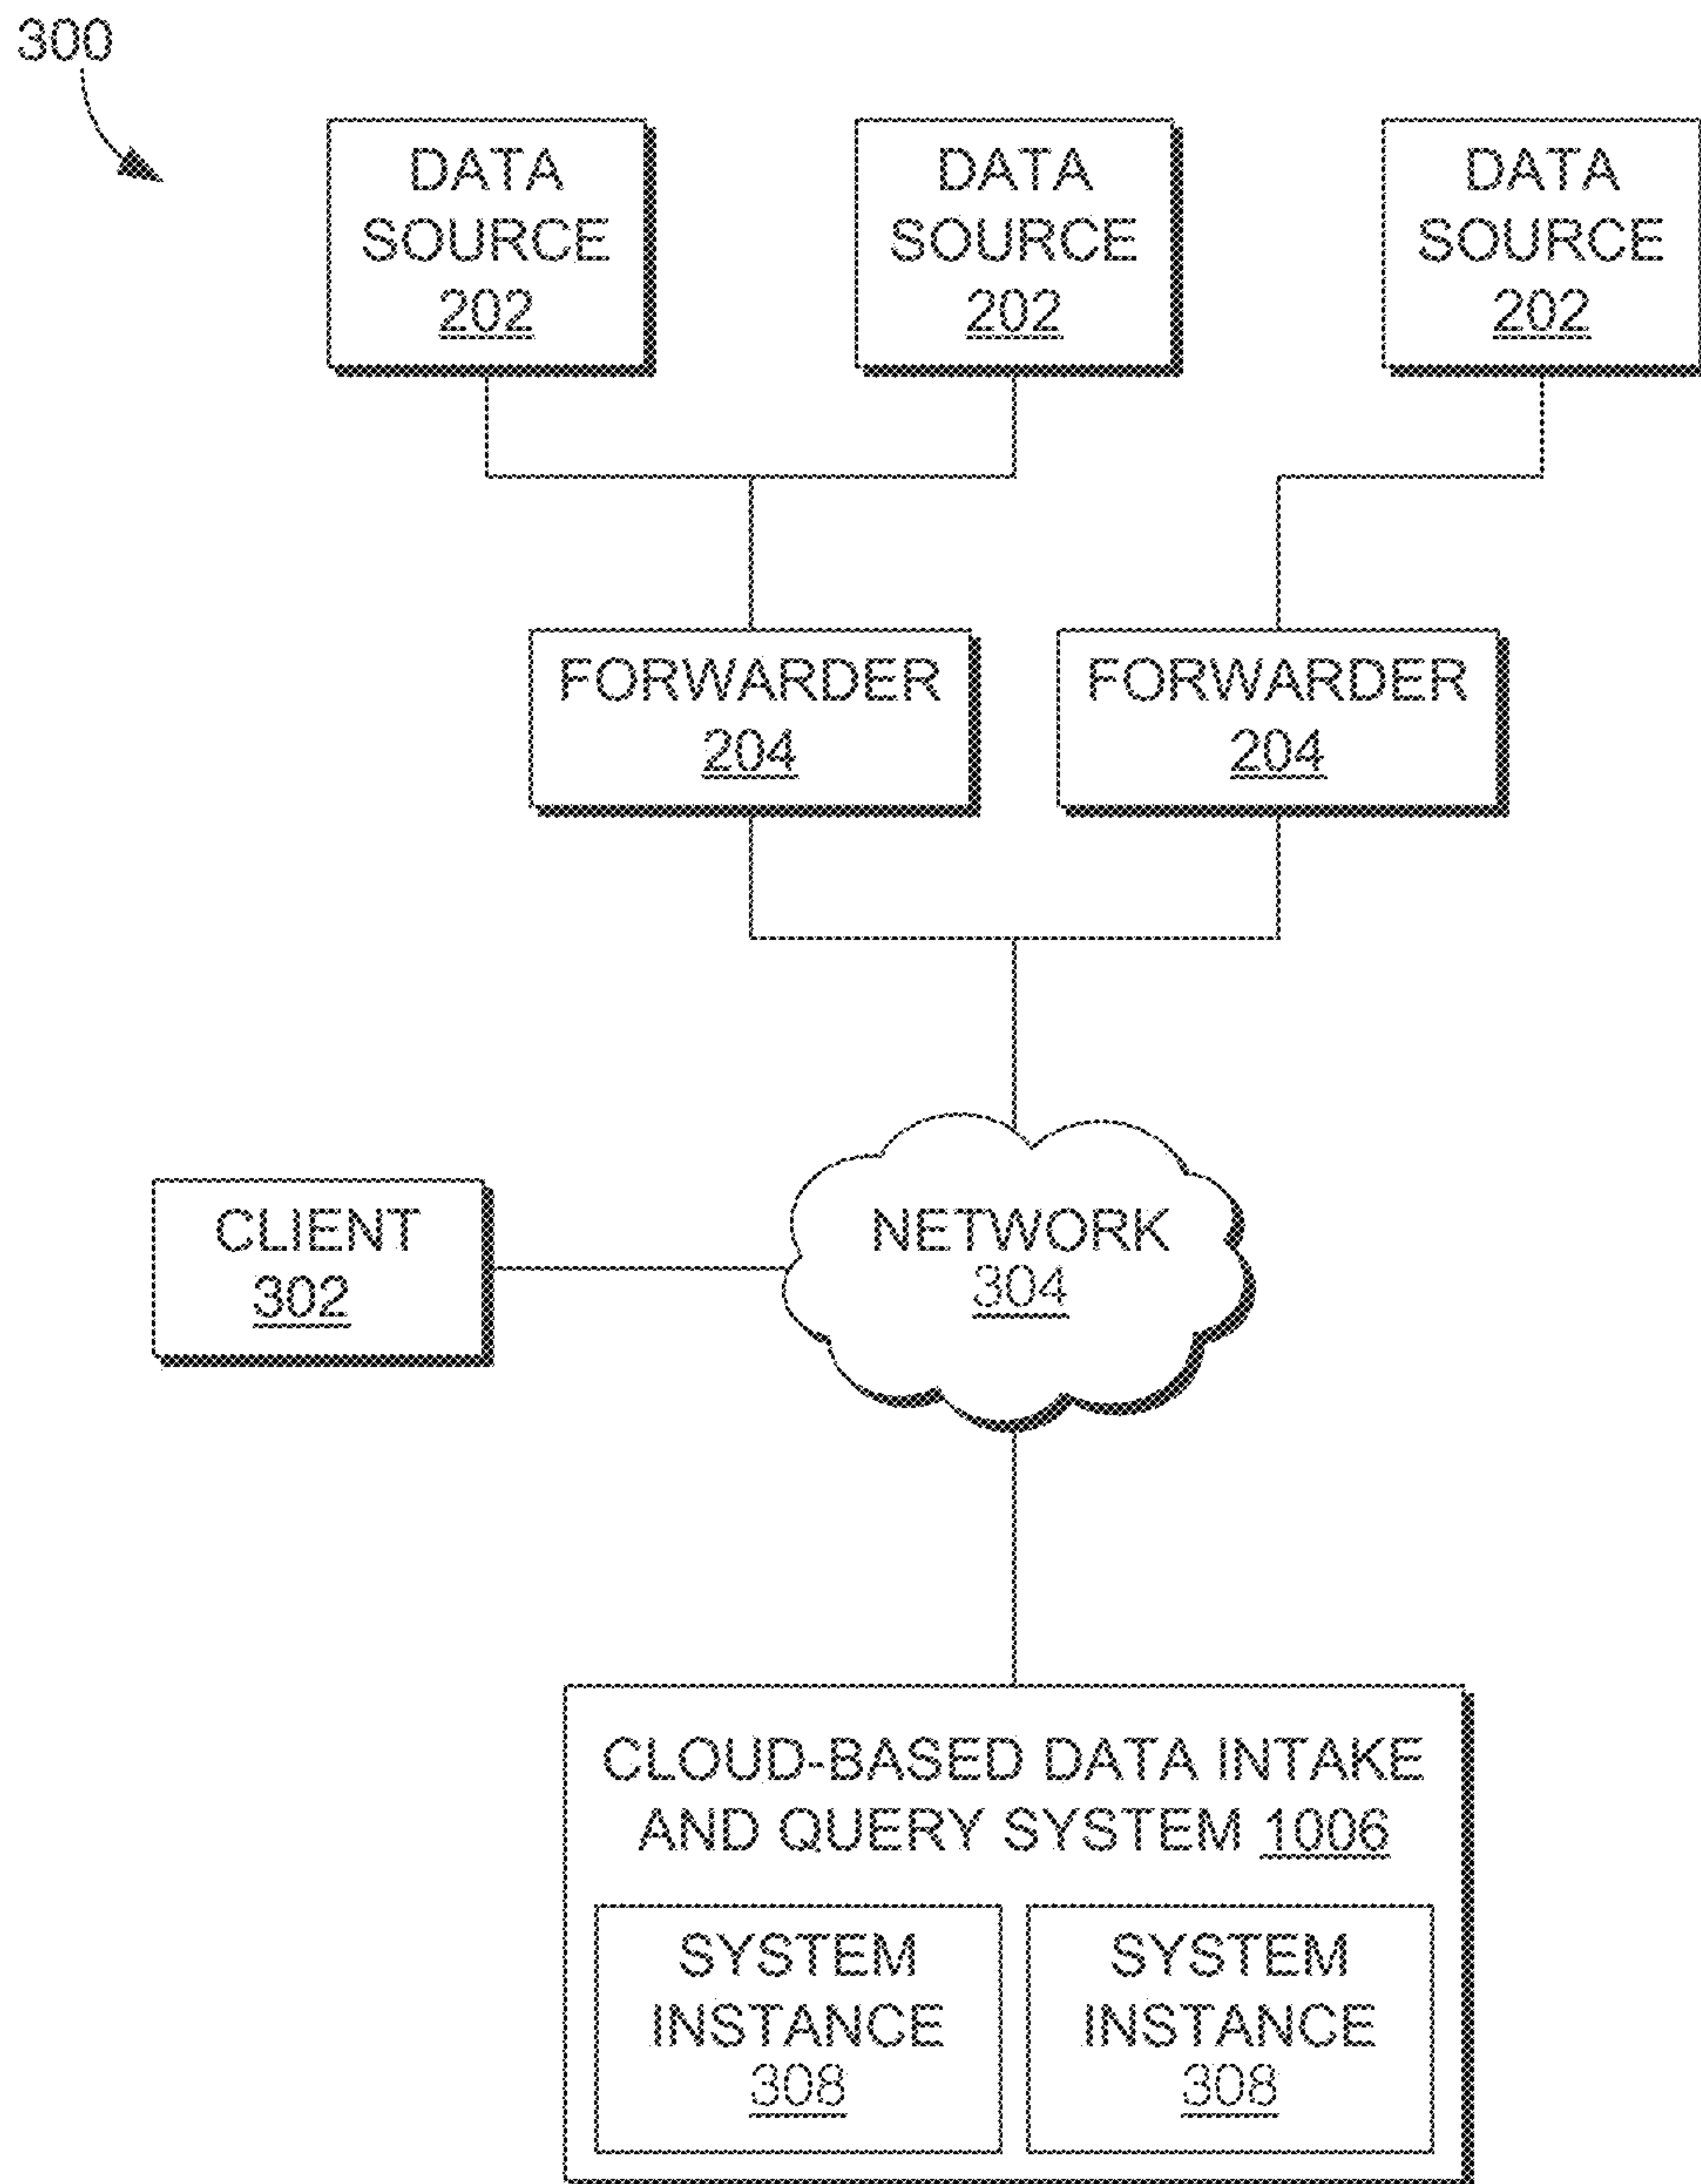 300
DATA
SOURCE
202
DATA
SOURCE
202
DATA
SOURCE
202
FORWARDER
204
FORWARDER
204
CLIENT
302
NETWORK
304
CLOUD-BASED DATA INTAKE
AND QUERY SYSTEM 1006
SYSTEM
INSTANCE
308
SYSTEM
INSTANCE
308